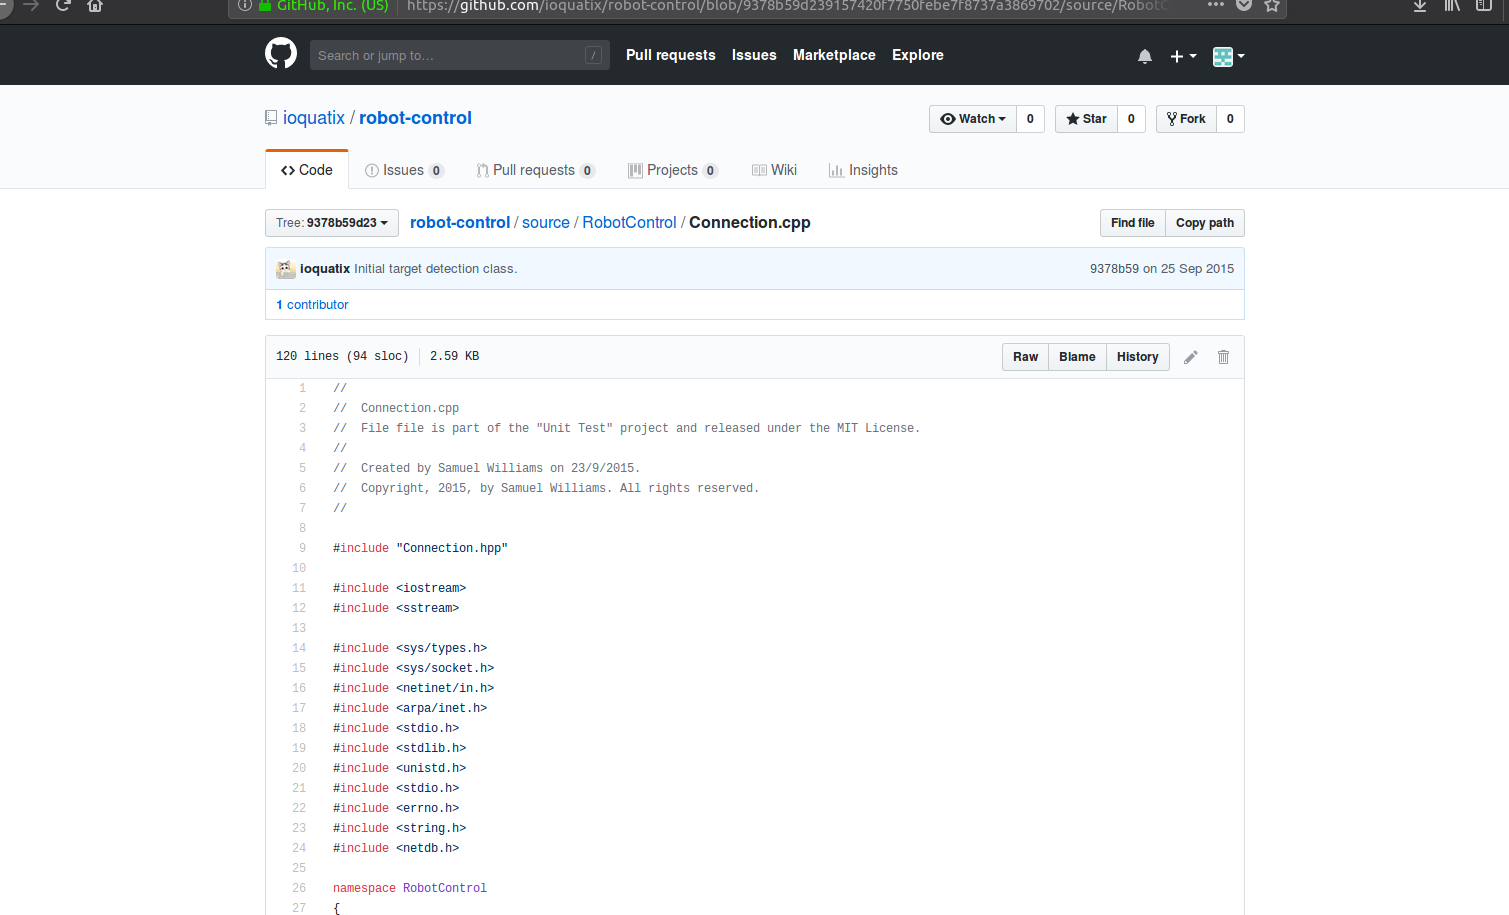 GitHub, Inc. (US) https://github.com/ioquatix/robot-control/blob/9378b59d239157420f7750febe7f8737a3869702/source/RobotC
Search or jump to… / Pull requests Issues Marketplace Explore
ioquatix / robot-control Watch 0 Star 0 Fork 0
Code Issues 0 Pull requests 0 Projects 0 Wiki Insights
Tree: 9378b59d23 robot-control / source / RobotControl / Connection.cpp Find file Copy path
ioquatix Initial target detection class. 9378b59 on 25 Sep 2015
1 contributor
120 lines (94 sloc) 2.59 KB Raw Blame History
1 //
2 //  Connection.cpp
3 //  File file is part of the "Unit Test" project and released under the MIT License.
4 //
5 //  Created by Samuel Williams on 23/9/2015.
6 //  Copyright, 2015, by Samuel Williams. All rights reserved.
7 //
8
9 #include "Connection.hpp"
10
11 #include <iostream>
12 #include <sstream>
13
14 #include <sys/types.h>
15 #include <sys/socket.h>
16 #include <netinet/in.h>
17 #include <arpa/inet.h>
18 #include <stdio.h>
19 #include <stdlib.h>
20 #include <unistd.h>
21 #include <stdio.h>
22 #include <errno.h>
23 #include <string.h>
24 #include <netdb.h>
25
26 namespace RobotControl
27 {